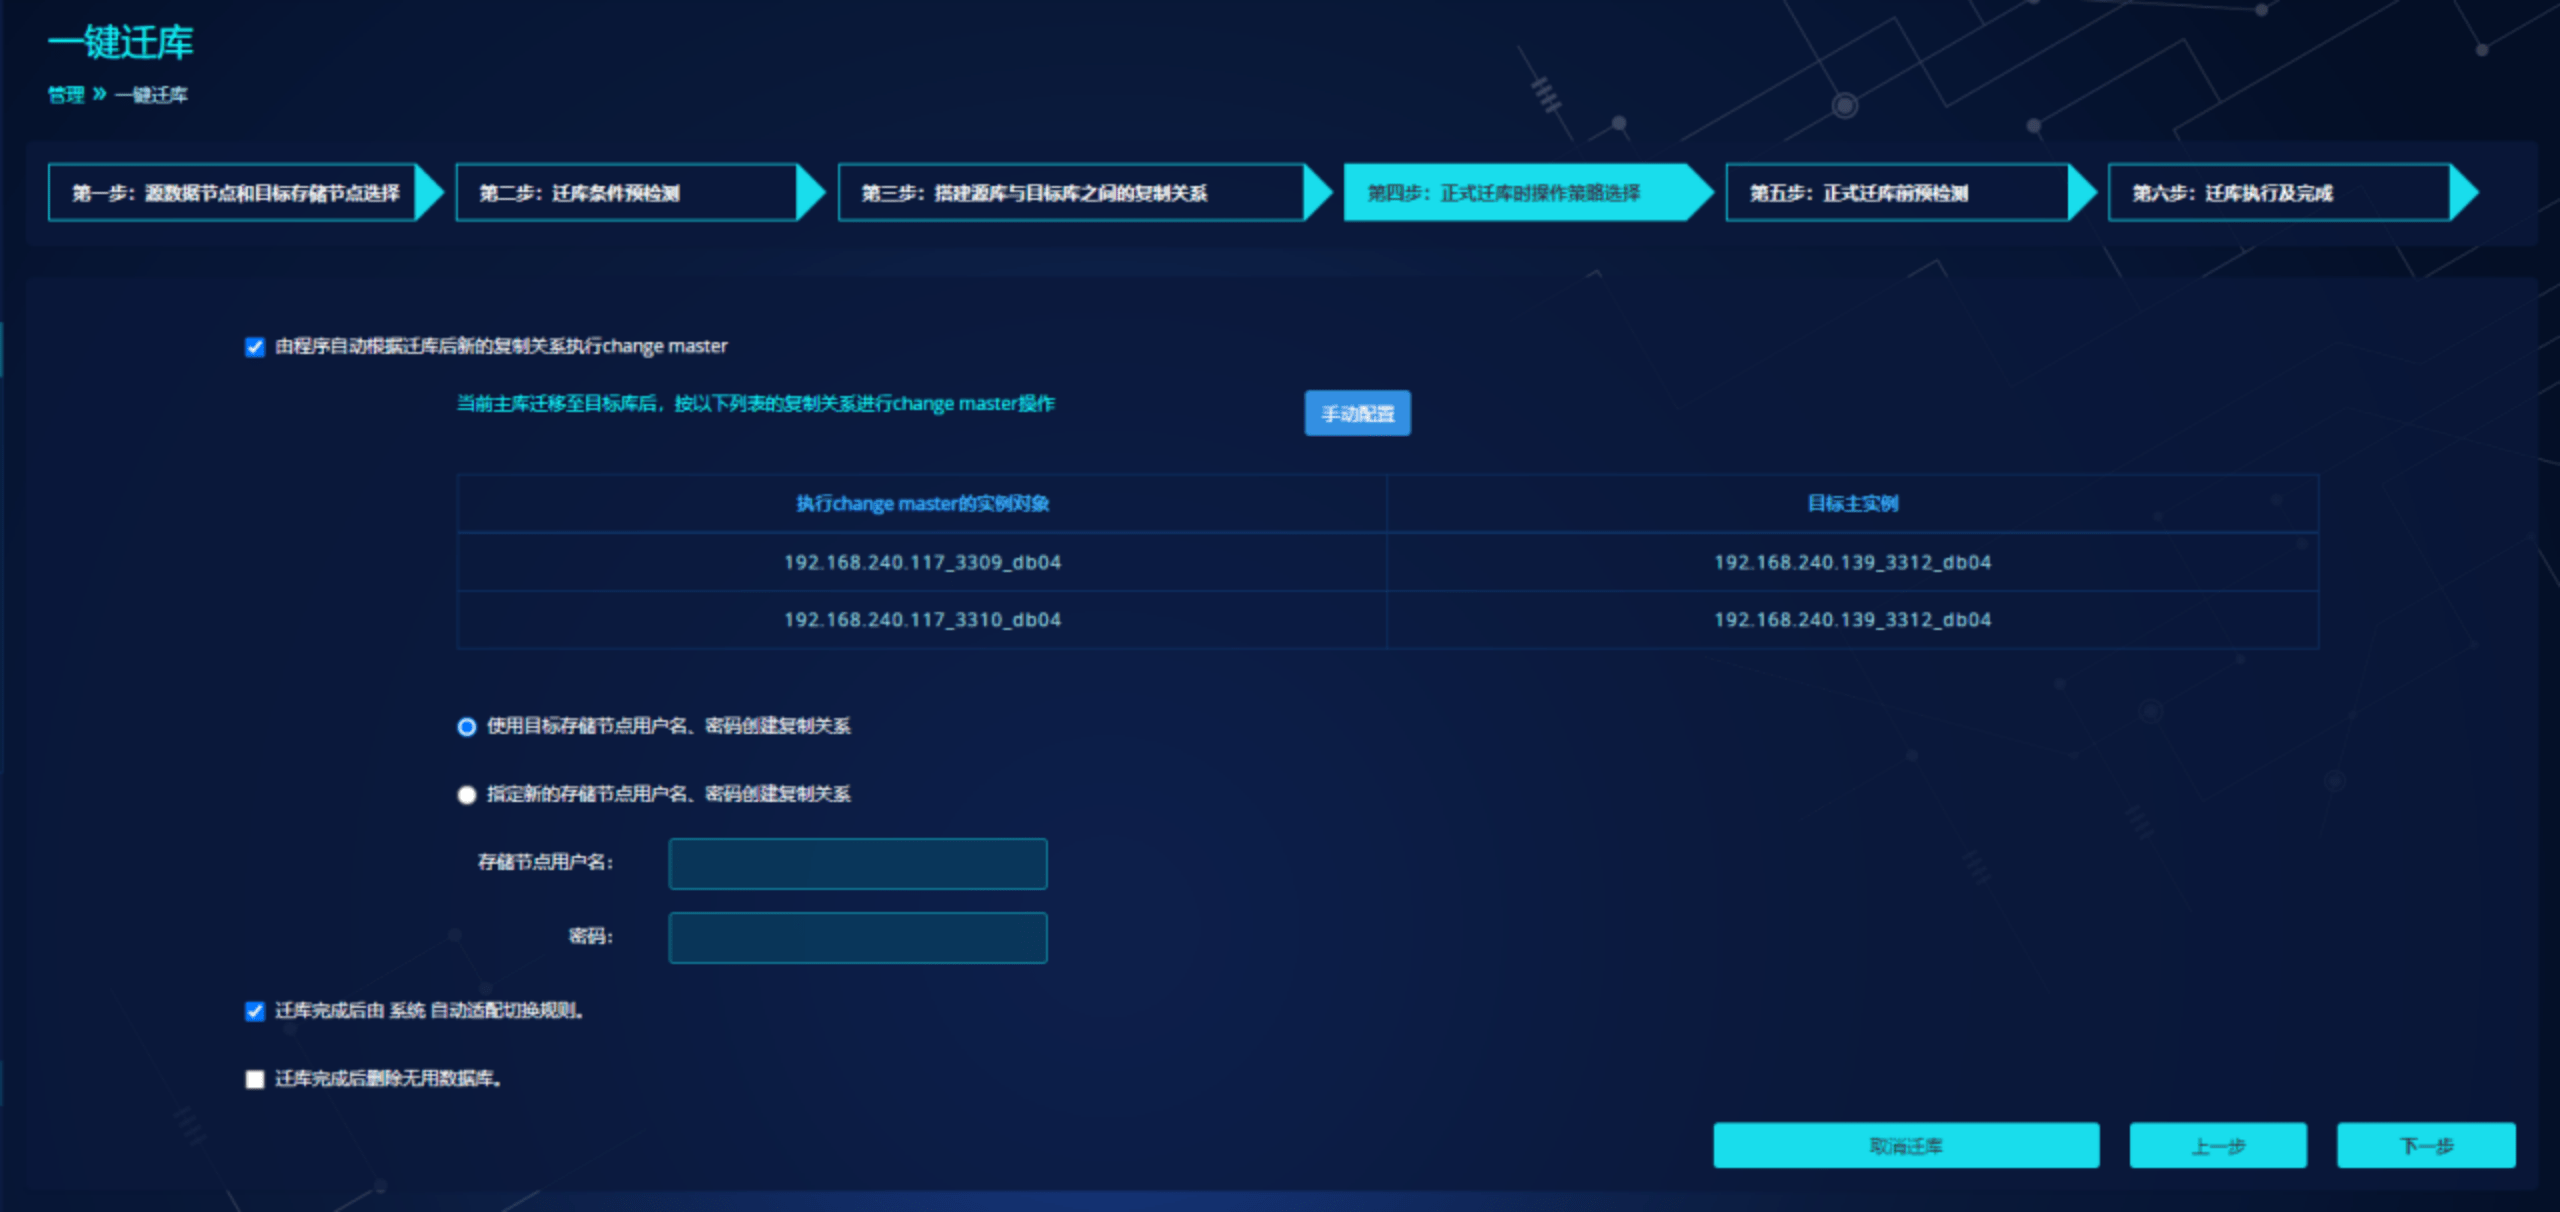 一键迁库
管理 » 一键迁库
第一步：源数据节点和目标存储节点选择
第二步：迁库条件预检测
第三步：搭建源库与目标库之间的复制关系
第四步：正式迁库时操作策略选择
第五步：正式迁库前预检测
第六步：迁库执行及完成
由程序自动根据迁库后新的复制关系执行change master
当前主库迁移至目标库后，按以下列表的复制关系进行change master操作
手动配置
执行change master的实例对象 目标主实例
192.168.240.117_3309_db04 192.168.240.139_3312_db04
192.168.240.117_3310_db04 192.168.240.139_3312_db04
使用目标存储节点用户名、密码创建复制关系
指定新的存储节点用户名、密码创建复制关系
存储节点用户名：
密码：
迁库完成后由 系统 自动适配切换规则。
迁库完成后删除无用数据库。
取消迁库 上一步 下一步